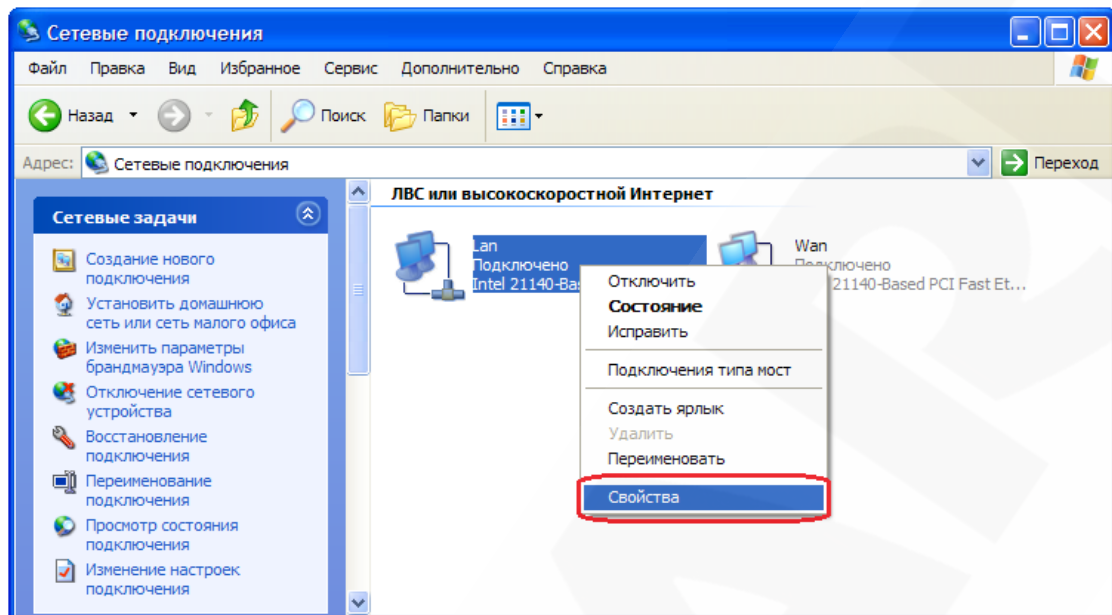 Сетевые подключения
Файл Правка Вид Избранное Сервис Дополнительно Справка
Назад Поиск Папки
Адрес: Сетевые подключения Переход
Сетевые задачи
Создание нового
подключения
Установить домашнюю
сеть или сеть малого офиса
Изменить параметры
брандмауэра Windows
Отключение сетевого
устройства
Восстановление
подключения
Переименование
подключения
Просмотр состояния
подключения
Изменение настроек
подключения
ЛВС или высокоскоростной Интернет
Lan
Подключено
Intel 21140-Bas
Wan
Подключено
21140-Based PCI Fast Et...
Отключить
Состояние
Исправить
Подключения типа мост
Создать ярлык
Удалить
Переименовать
Свойства